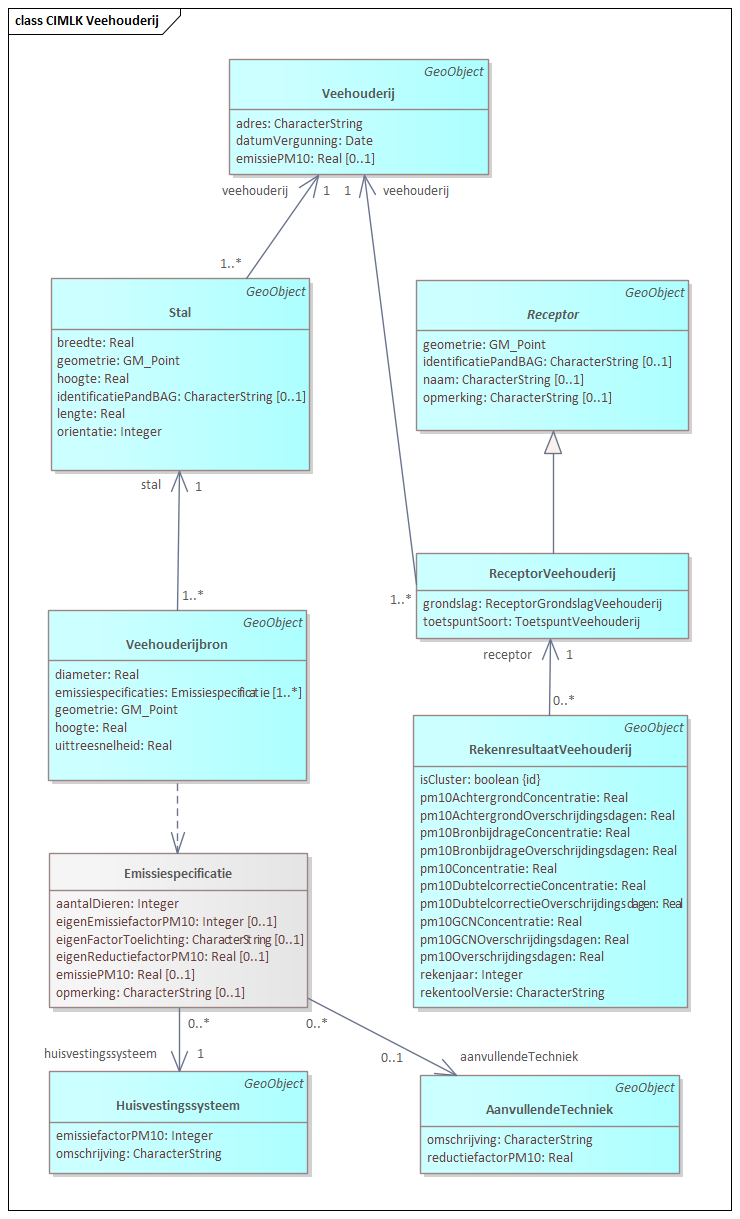 class CIMLK Veehouderij
GeoObject
Veehouderij
adres: CharacterString
datumVergunning: Date
emissiePM10: Real [0..1]
veehouderij 1 1 veehouderij
1..*
GeoObject
Stal
breedte: Real
geometrie: GM_Point
hoogte: Real
identificatiePandBAG: CharacterString [0..1]
lengte: Real
orientatie: Integer
GeoObject
Receptor
geometrie: GM_Point
identificatiePandBAG: CharacterString [0..1]
naam: CharacterString [0..1]
opmerking: CharacterString [0..1]
stal 1
1..*
1..*
ReceptorVeehouderij
grondslag: ReceptorGrondslagVeehouderij
toetspuntSoort: ToetspuntVeehouderij
receptor 1
0..*
GeoObject
Veehouderijbron
diameter: Real
emissiespecificaties: Emissiespecificatie [1..*]
geometrie: GM_Point
hoogte: Real
uittreesnelheid: Real
GeoObject
RekenresultaatVeehouderij
isCluster: boolean {id}
pm10AchtergrondConcentratie: Real
pm10AchtergrondOverschrijdingsdagen: Real
pm10BronbijdrageConcentratie: Real
pm10BronbijdrageOverschrijdingsdagen: Real
pm10Concentratie: Real
pm10DubtelcorrectieConcentratie: Real
pm10DubtelcorrectieOverschrijdingsdagen: Real
pm10GCNConcentratie: Real
pm10GCNOverschrijdingsdagen: Real
pm10Overschrijdingsdagen: Real
rekenjaar: Integer
rekentoolVersie: CharacterString
Emissiespecificatie
aantalDieren: Integer
eigenEmissiefactorPM10: Integer [0..1]
eigenFactorToelichting: CharacterString [0..1]
eigenReductiefactorPM10: Real [0..1]
emissiePM10: Real [0..1]
opmerking: CharacterString [0..1]
0..* 0..*
huisvestingssysteem 1
0..1 aanvullendeTechniek
GeoObject
Huisvestingssysteem
emissiefactorPM10: Integer
omschrijving: CharacterString
GeoObject
AanvullendeTechniek
omschrijving: CharacterString
reductiefactorPM10: Real